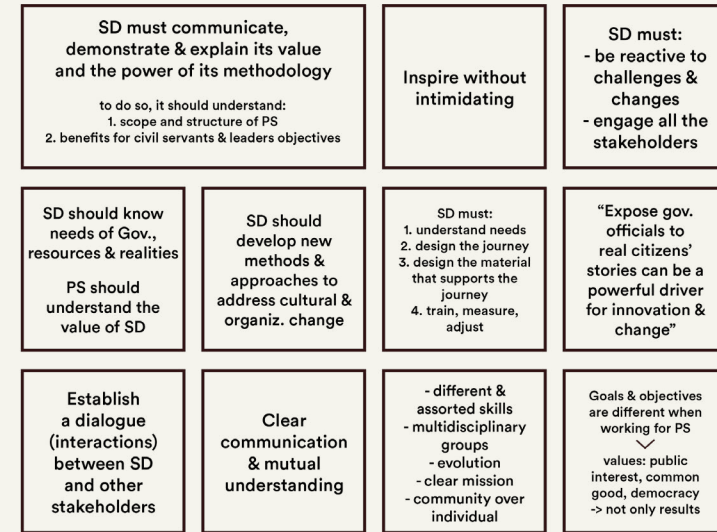 SD must communicate,
demonstrate & explain its value
and the power of its methodology
to do so, it should understand:
1. scope and structure of PS
2. benefits for civil servants & leaders objectives
Inspire without
intimidating
SD must:
- be reactive to
challenges &
changes
- engage all the
stakeholders
SD should know
needs of Gov.,
resources & realities
PS should
understand the
value of SD
SD should
develop new
methods &
approaches to
address cultural &
organiz. change
SD must:
1. understand needs
2. design the journey
3. design the material
that supports the
journey
4. train, measure,
adjust
“Expose gov.
officials to
real citizens’
stories can be a
powerful driver
for innovation &
change”
Establish
a dialogue
(interactions)
between SD
and other
stakeholders
Clear
communication
& mutual
understanding
- different &
assorted skills
- multidisciplinary
groups
- evolution
- clear mission
- community over
individual
Goals & objectives
are different when
working for PS
values: public
interest, common
good, democracy
-> not only results